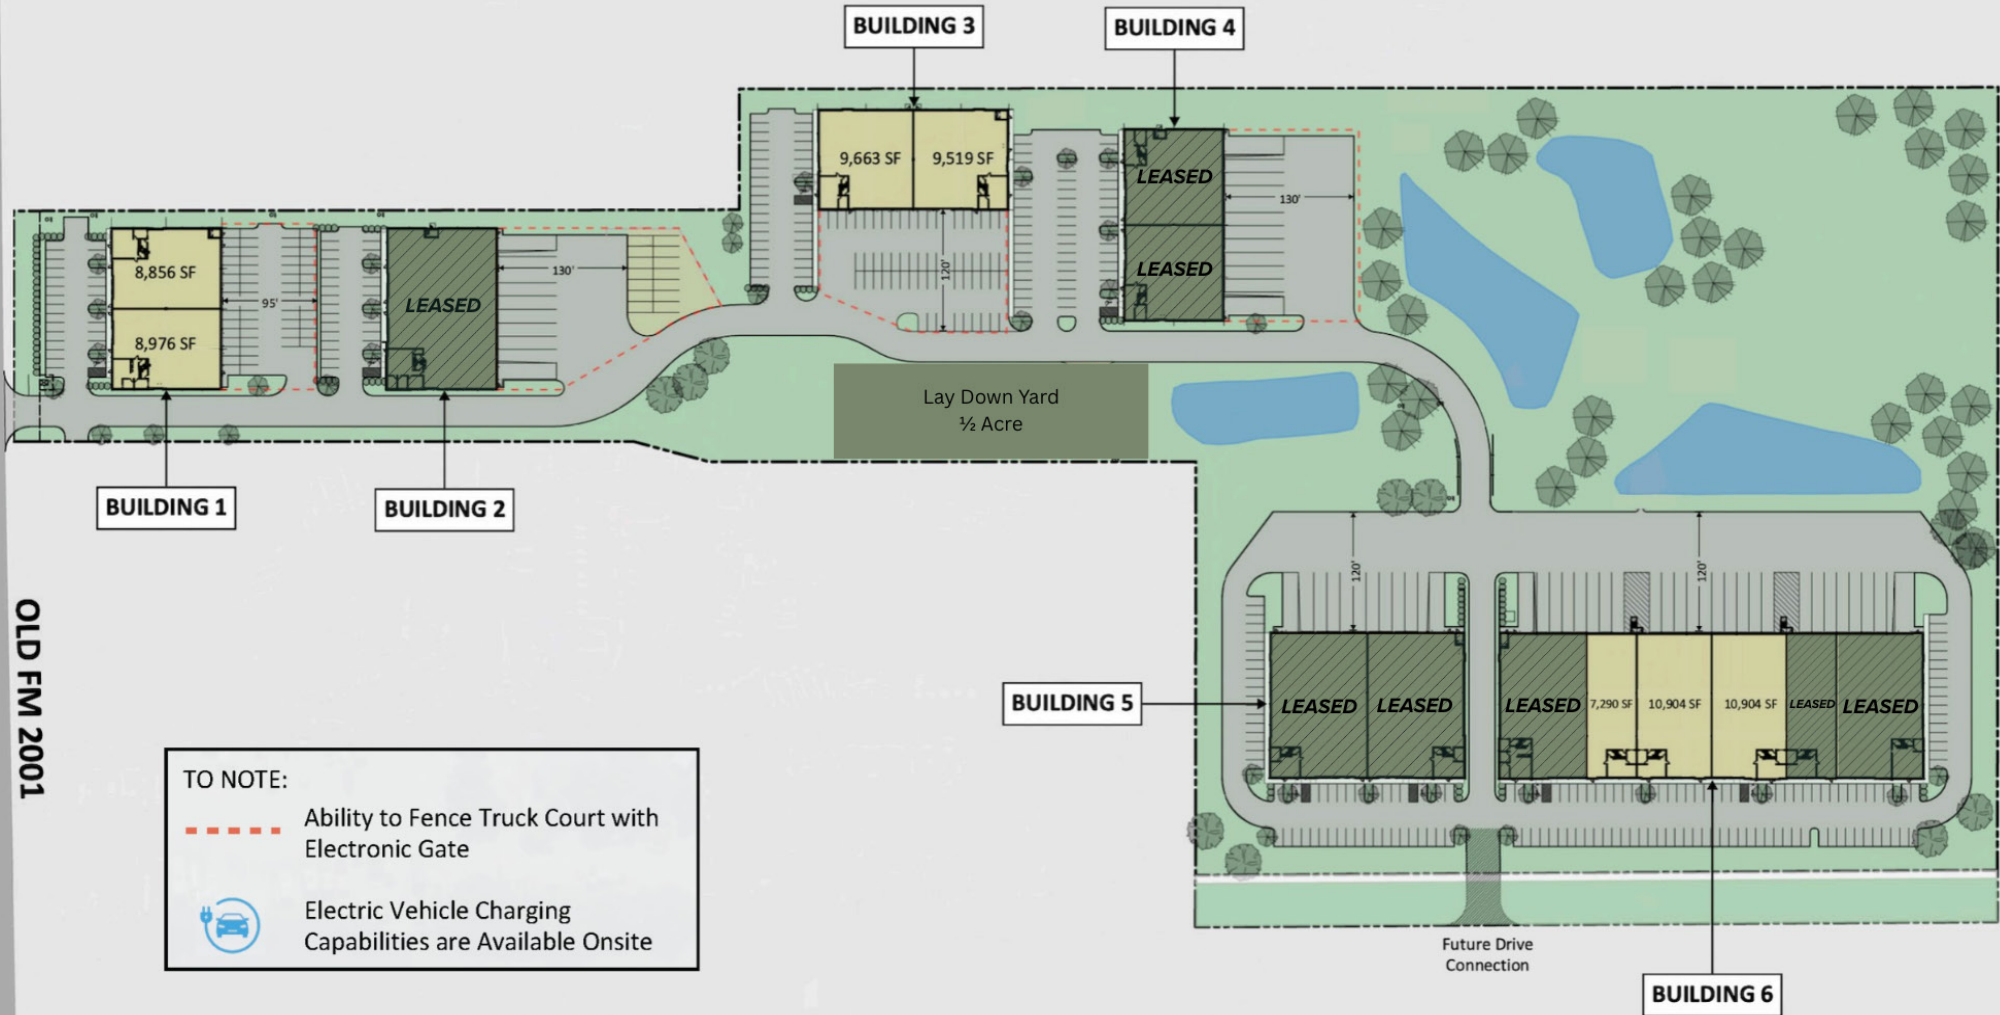 BUILDING 3
BUILDING 4
9,663 SF
9,519 SF
LEASED
LEASED
130'
120'
8,856 SF
8,976 SF
95'
LEASED
130'
Lay Down Yard
½ Acre
BUILDING 1
BUILDING 2
OLD FM 2001
120'
120'
BUILDING 5
LEASED
LEASED
LEASED
7,290 SF
10,904 SF
10,904 SF
LEASED
LEASED
TO NOTE:
Ability to Fence Truck Court with
Electronic Gate
Electric Vehicle Charging
Capabilities are Available Onsite
Future Drive
Connection
BUILDING 6